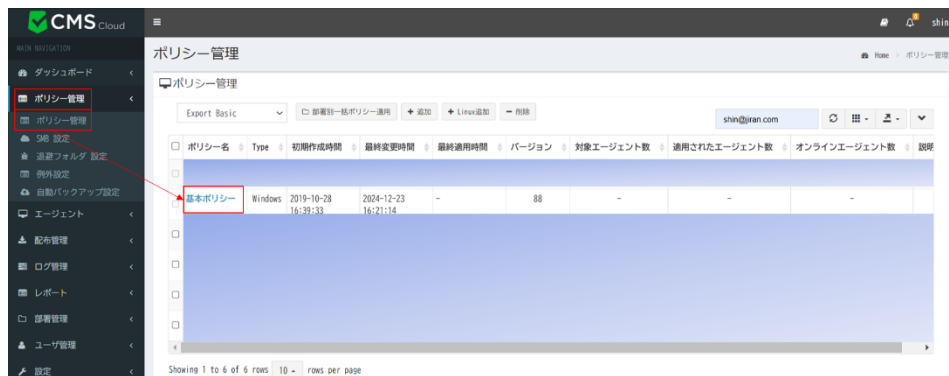 CMS Cloud
shin
MAIN NAVIGATION
ポリシー管理
Home > ポリシー管理
ダッシュボード
ポリシー管理
ポリシー管理
SMB 設定
退避フォルダ 設定
例外設定
自動バックアップ設定
エージェント
配布管理
ログ管理
レポート
部署管理
ユーザ管理
設定
ポリシー管理
Export Basic
部署別一括ポリシー適用
+ 追加
+ Linux追加
− 削除
shin@jiran.com
ポリシー名 Type 初期作成時間 最終変更時間 最終適用時間 バージョン 対象エージェント数 適用されたエージェント数 オンラインエージェント数 説明
基本ポリシー Windows 2019-10-28 16:39:33 2024-12-23 16:21:14 - 88 - - -
Showing 1 to 6 of 6 rows 10 rows per page